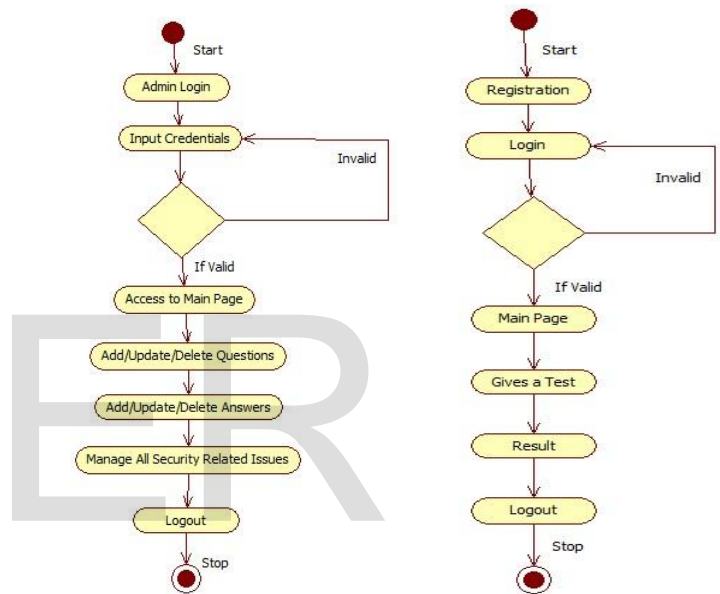 Start
Admin Login
Input Credentials
Invalid
If Valid
Access to Main Page
Add/Update/Delete Questions
Add/Update/Delete Answers
Manage All Security Related Issues
Logout
Stop
Start
Registration
Login
Invalid
If Valid
Main Page
Gives a Test
Result
Logout
Stop
ER